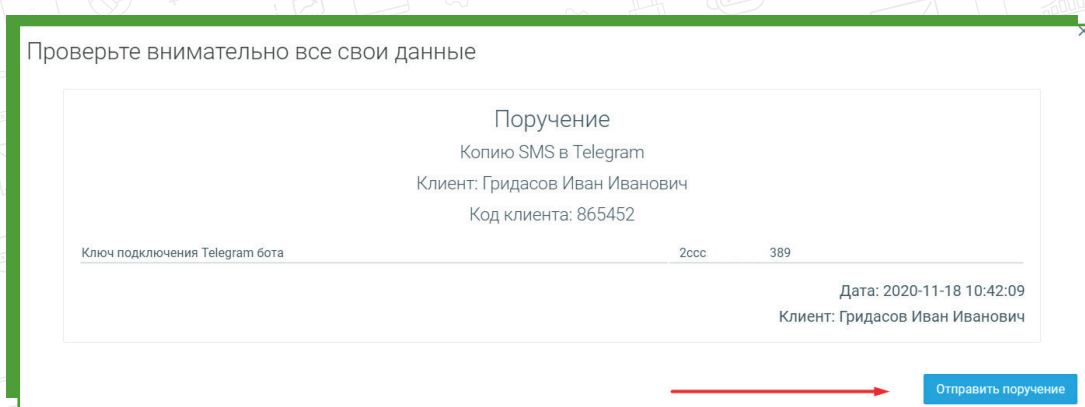 Проверьте внимательно все свои данные
Поручение
Копию SMS в Telegram
Клиент: Гридасов Иван Иванович
Код клиента: 865452
Ключ подключения Telegram бота 2ccc 389
Дата: 2020-11-18 10:42:09
Клиент: Гридасов Иван Иванович
Отправить поручение